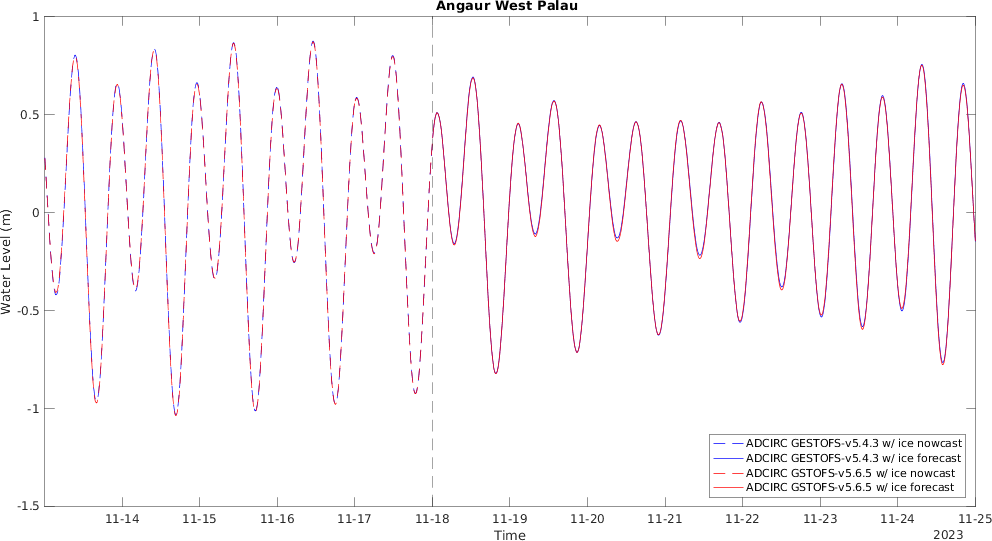 Angaur West Palau
1
0.5
0
-0.5
-1
-1.5
Water Level (m)
11-14 11-15 11-16 11-17 11-18 11-19 11-20 11-21 11-22 11-23 11-24 11-25
Time
2023
ADCIRC GESTOFS-v5.4.3 w/ ice nowcast
ADCIRC GESTOFS-v5.4.3 w/ ice forecast
ADCIRC GSTOFS-v5.6.5 w/ ice nowcast
ADCIRC GSTOFS-v5.6.5 w/ ice forecast